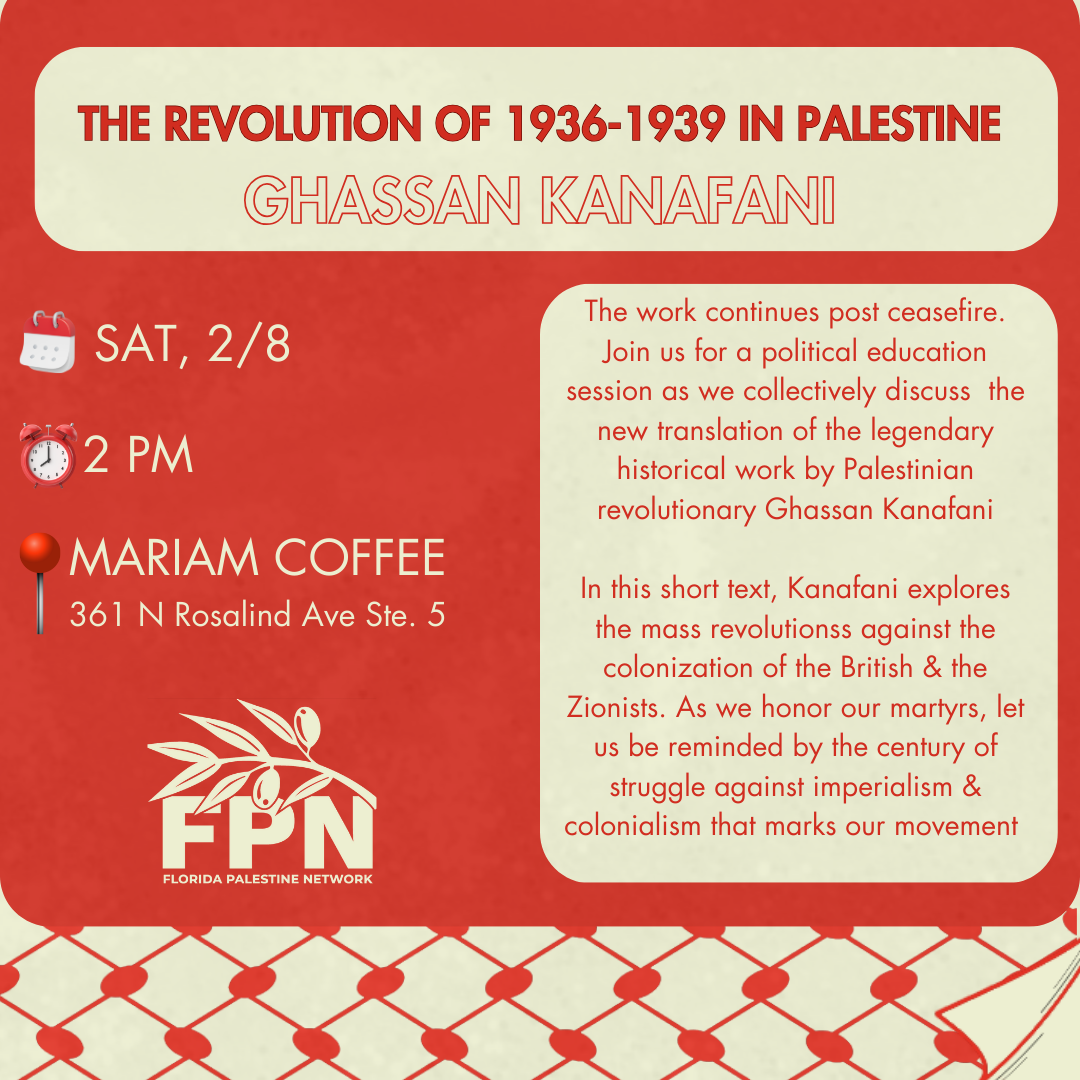 THE REVOLUTION OF 1936-1939 IN PALESTINE
GHASSAN KANAFANI
SAT, 2/8
2 PM
MARIAM COFFEE
361 N Rosalind Ave Ste. 5
FPN
FLORIDA PALESTINE NETWORK
The work continues post ceasefire.
Join us for a political education
session as we collectively discuss the
new translation of the legendary
historical work by Palestinian
revolutionary Ghassan Kanafani
In this short text, Kanafani explores
the mass revolutionss against the
colonization of the British & the
Zionists. As we honor our martyrs, let
us be reminded by the century of
struggle against imperialism &
colonialism that marks our movement